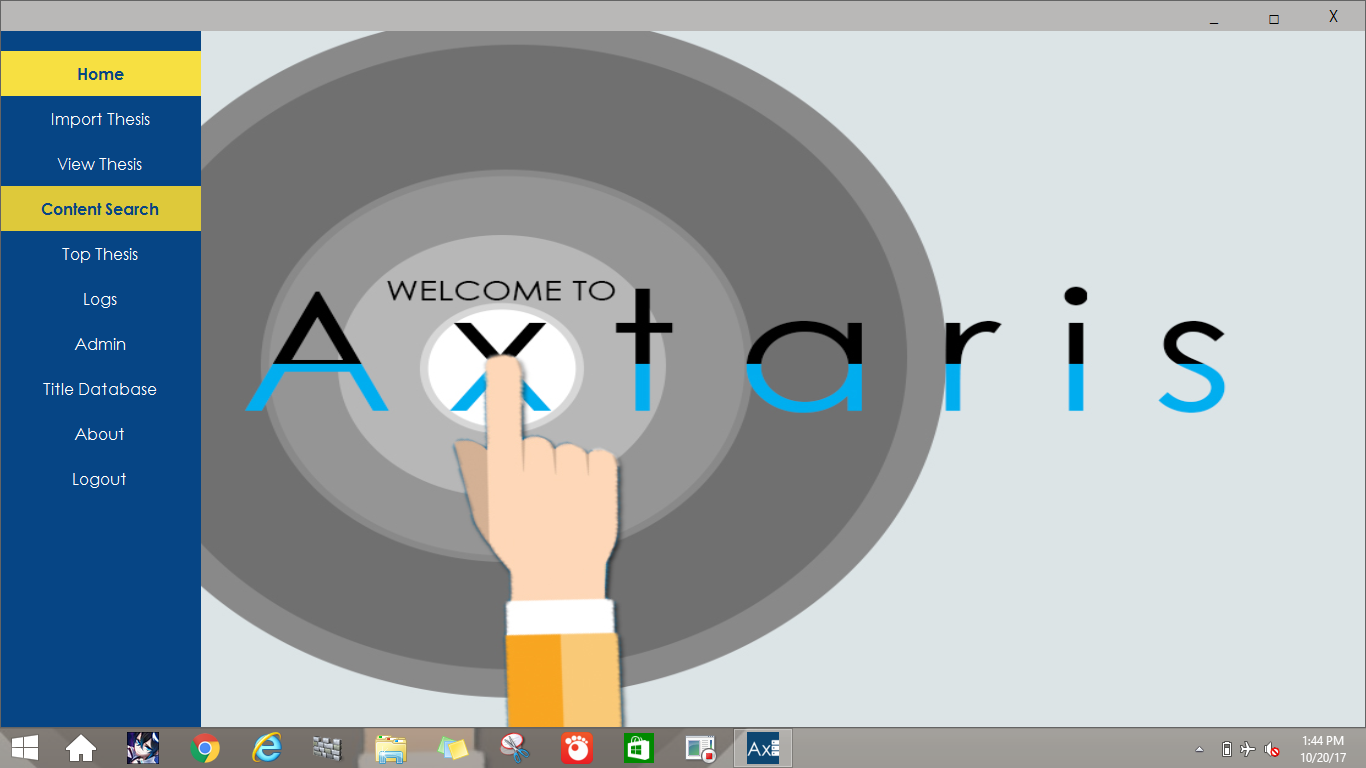 _ □ X
Home
Import Thesis
View Thesis
Content Search
Top Thesis
Logs
Admin
Title Database
About
Logout
WELCOME TO
Axtaris
Ax
1:44 PM
10/20/17